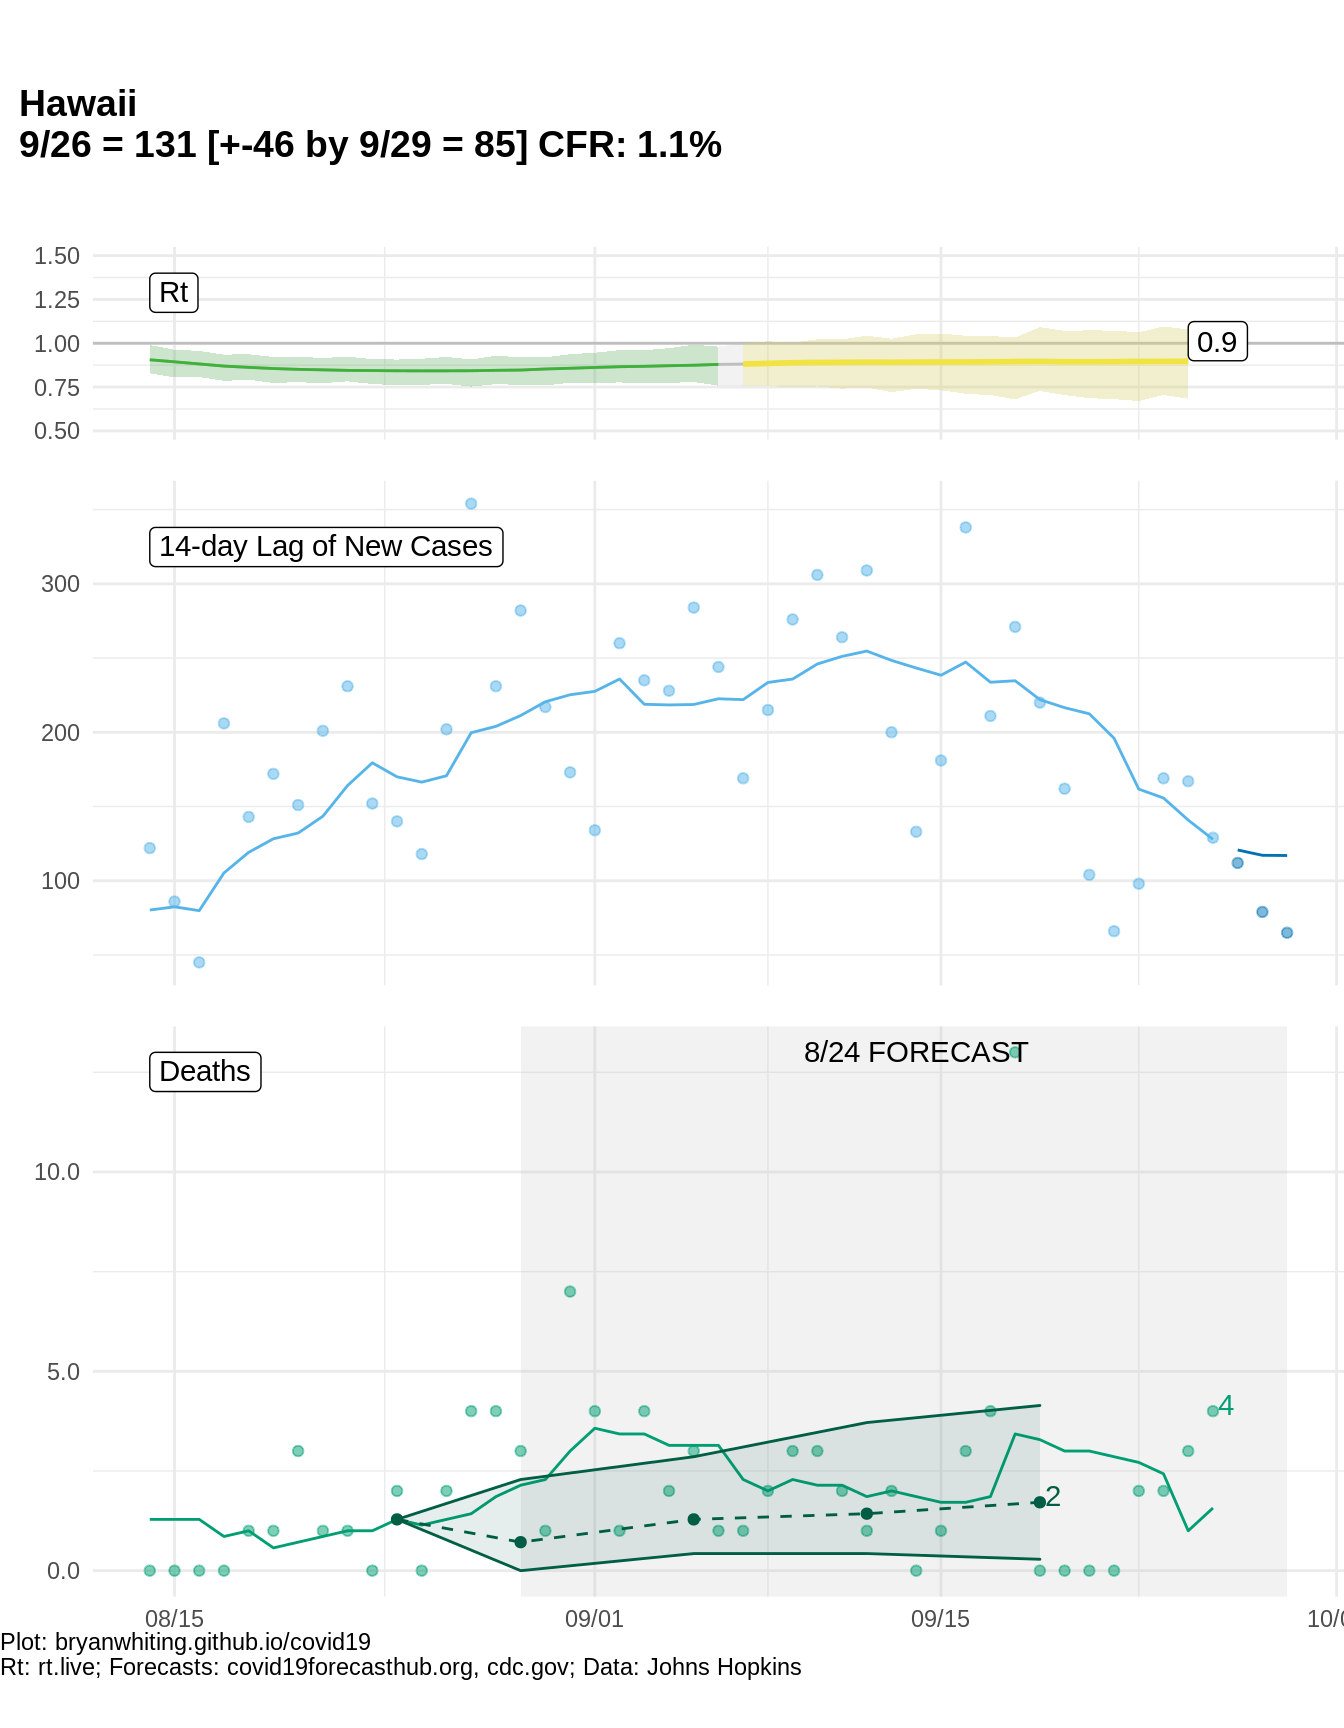 Hawaii
9/26 = 131 [+-46 by 9/29 = 85] CFR: 1.1%
1.50
Rt
1.25
1.00
0.9
0.75
0.50
14-day Lag of New Cases
300
200
100
8/24 FORECAST
Deaths
10.0
5.0
4
2
0.0
08/15 09/01 09/15 10/0
Plot: bryanwhiting.github.io/covid19
Rt: rt.live; Forecasts: covid19forecasthub.org, cdc.gov; Data: Johns Hopkins